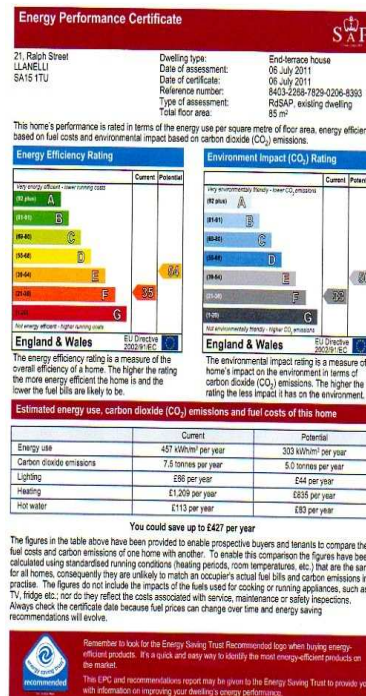 Energy Performance Certificate
SAP
21, Ralph Street
LLANELLI
SA15 1TU
Dwelling type: End-terrace house
Date of assessment: 06 July 2011
Date of certificate: 06 July 2011
Reference number: 8403-2268-7829-0206-8393
Type of assessment: RdSAP, existing dwelling
Total floor area: 85 m²
This home's performance is rated in terms of the energy use per square metre of floor area, energy efficien
based on fuel costs and environmental impact based on carbon dioxide (CO₂) emissions.
Energy Efficiency Rating
Current Potential
Very energy efficient - lower running costs
(92 plus) A
(81-91) B
(69-80) C
(55-68) D
(39-54) E
(21-38) F
(1-20) G
35
Not energy efficient - higher running costs
England & Wales
EU Directive
2002/91/EC
The energy efficiency rating is a measure of the
overall efficiency of a home. The higher the rating
the more energy efficient the home is and the
lower the fuel bills are likely to be.
Environment Impact (CO₂) Rating
Current Poten
Very environmentally friendly - lower CO₂ emissions
(92 plus) A
(81-91) B
(69-80) C
(55-68) D
(39-54) E
(21-38) F
(1-20) G
Not environmentally friendly - higher CO₂ emissions
England & Wales
EU Directive
2002/91/EC
The environmental impact rating is a measure of
home's impact on the environment in terms of
carbon dioxide (CO₂) emissions. The higher the
rating the less impact it has on the environment.
Estimated energy use, carbon dioxide (CO₂) emissions and fuel costs of this home
Current Potential
Energy use 457 kWh/m² per year 303 kWh/m² per year
Carbon dioxide emissions 7.5 tonnes per year 5.0 tonnes per year
Lighting £86 per year £44 per year
Heating £1,209 per year £835 per year
Hot water £113 per year £83 per year
You could save up to £427 per year
The figures in the table above have been provided to enable prospective buyers and tenants to compare the
fuel costs and carbon emissions of one home with another. To enable this comparison the figures have bee
calculated using standardised running conditions (heating periods, room temperatures, etc.) that are the sam
for all homes, consequently they are unlikely to match an occupier's actual fuel bills and carbon emissions in
practise. The figures do not include the impacts of the fuels used for cooking or running appliances, such as
TV, fridge etc.; nor do they reflect the costs associated with service, maintenance or safety inspections.
Always check the certificate date because fuel prices can change over time and energy saving
recommendations will evolve.
energy saving
recommended
Remember to look for the Energy Saving Trust Recommended logo when buying energy-
efficient products. It's a quick and easy way to identify the most energy-efficient products on
the market.
This EPC and recommendations report may be given to the Energy Saving Trust to provide yo
with information on improving your dwelling's energy performance.